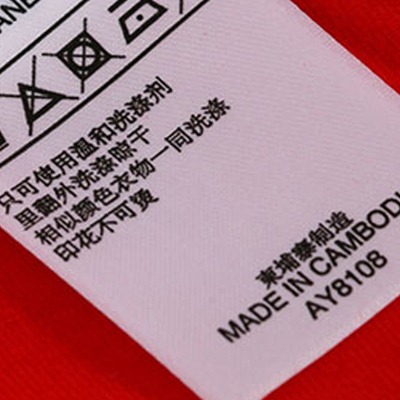 只可使用温和洗涤剂
里翻外洗涤晾干
相似颜色衣物一同洗涤
印花不可烫
柬埔寨制造
MADE IN CAMBODI
AY8108